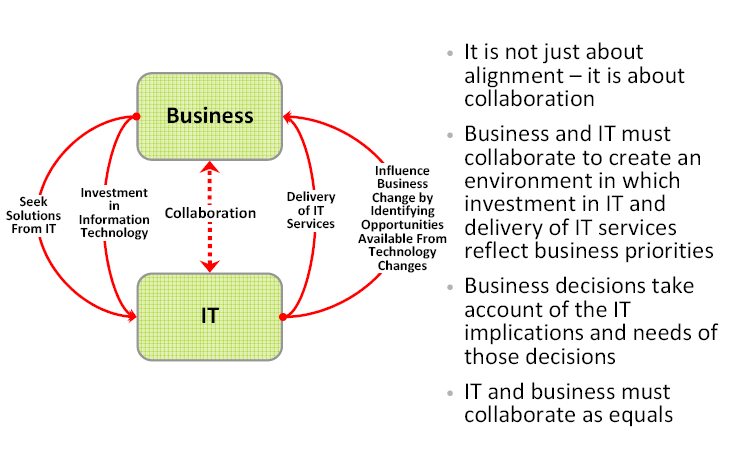 Business
Seek
Solutions
From IT
Investment
in
Information
Technology
Collaboration
Delivery
of IT
Services
Influence
Business
Change by
Identifying
Opportunities
Available From
Technology
Changes
IT
• It is not just about
alignment – it is about
collaboration
• Business and IT must
collaborate to create an
environment in which
investment in IT and
delivery of IT services
reflect business priorities
• Business decisions take
account of the IT
implications and needs of
those decisions
• IT and business must
collaborate as equals